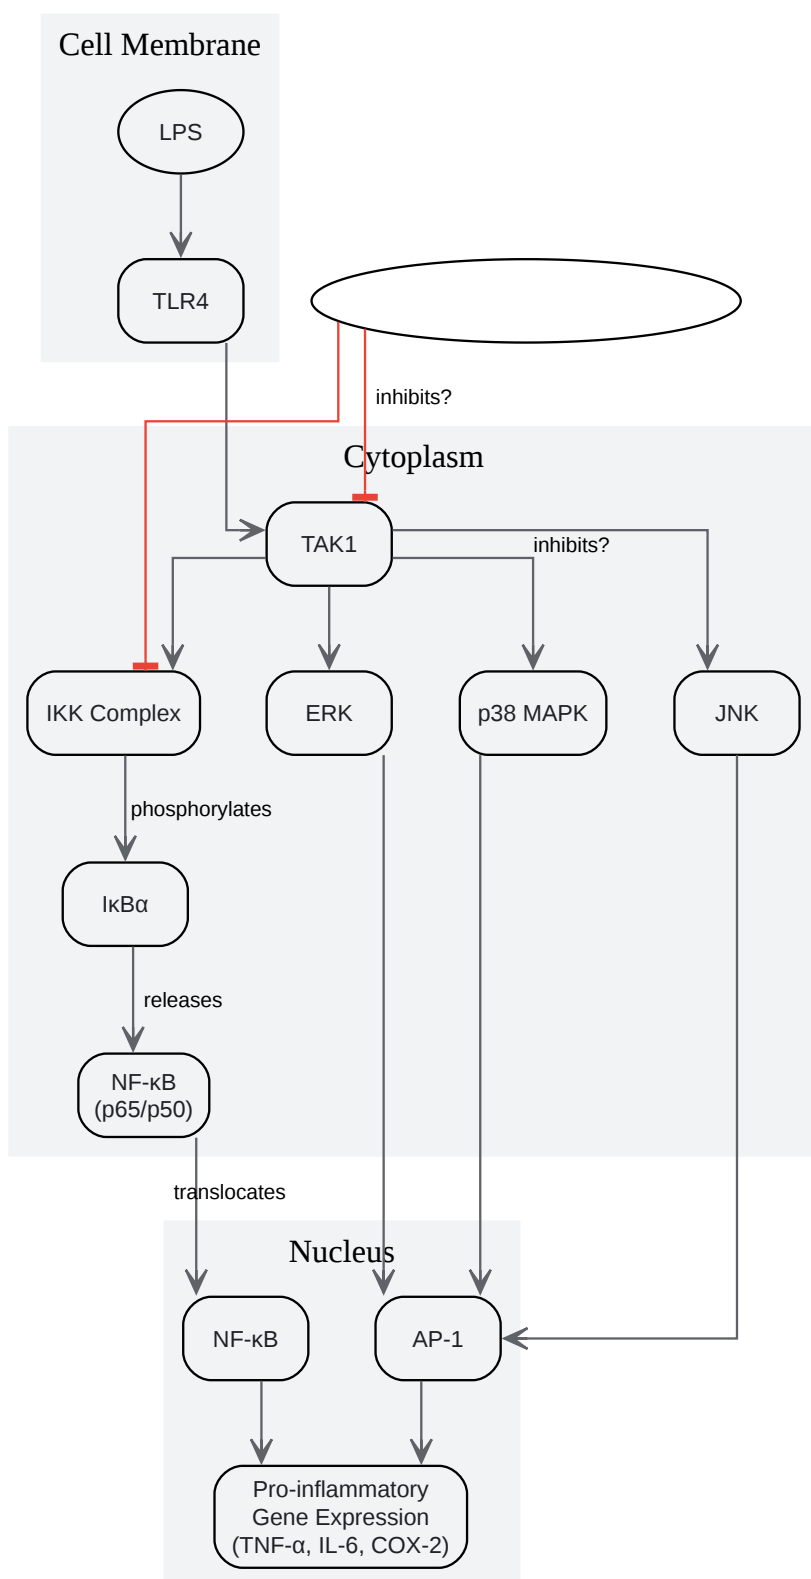 Cell Membrane
LPS
TLR4
inhibits?
Cytoplasm
TAK1
inhibits?
IKK Complex
ERK
p38 MAPK
JNK
phosphorylates
IκBα
releases
NF-κB
(p65/p50)
translocates
Nucleus
NF-κB
AP-1
Pro-inflammatory
Gene Expression
(TNF-α, IL-6, COX-2)